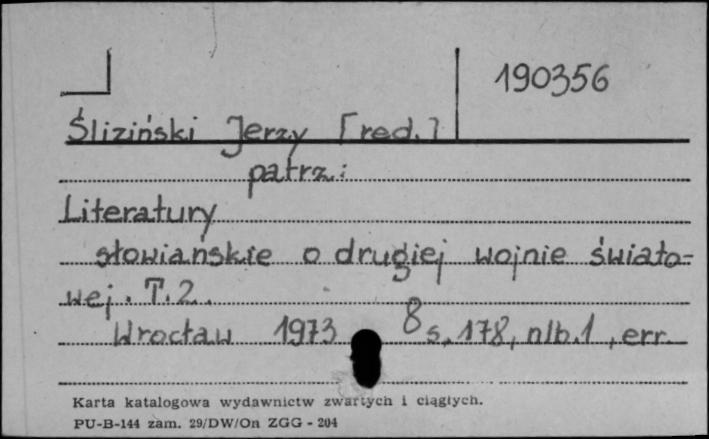 190356
Śliziński Jerzy [red.]
patrz:
Literatury
słowiańskie o drugiej wojnie świato-
wej. T. 2.
Wrocław 1973 8 s. 178, nlb. 1, err.
Karta katalogowa wydawnictw zwartych i ciągłych.
PU-B-144 zam. 29/DW/On ZGG - 204